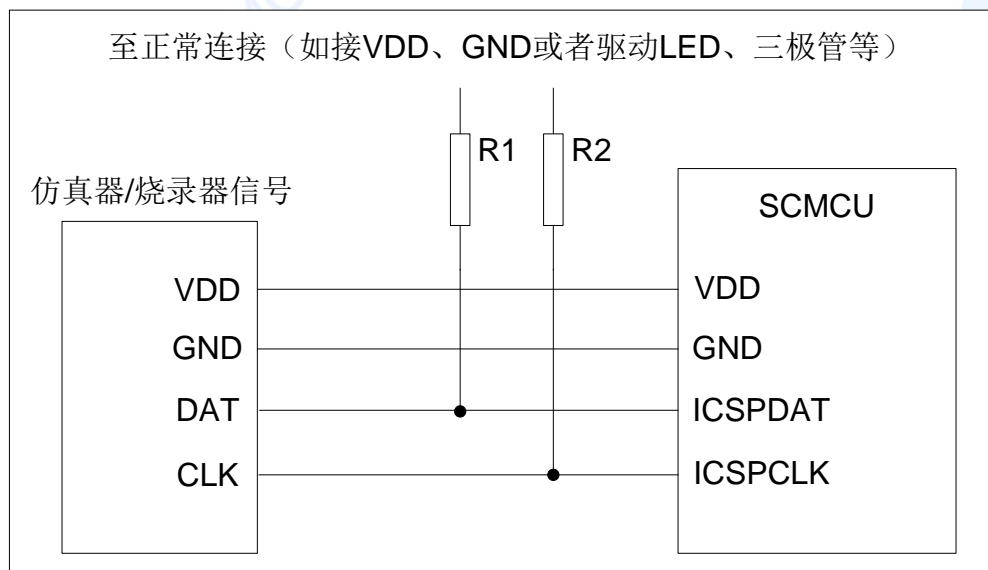 至正常连接（如接VDD、GND或者驱动LED、三极管等）
R1
R2
仿真器/烧录器信号
SCMCU
VDD
VDD
GND
GND
DAT
ICSPDAT
CLK
ICSPCLK